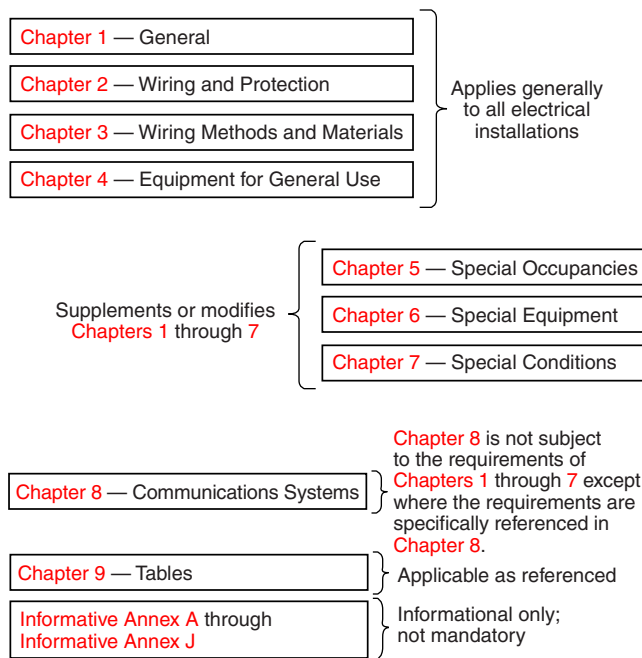 Chapter 1 — General
Chapter 2 — Wiring and Protection
Chapter 3 — Wiring Methods and Materials
Chapter 4 — Equipment for General Use
Applies generally
to all electrical
installations
Supplements or modifies
Chapters 1 through 7
Chapter 5 — Special Occupancies
Chapter 6 — Special Equipment
Chapter 7 — Special Conditions
Chapter 8 — Communications Systems
Chapter 8 is not subject
to the requirements of
Chapters 1 through 7 except
where the requirements are
specifically referenced in
Chapter 8.
Chapter 9 — Tables
Applicable as referenced
Informative Annex A through
Informative Annex J
Informational only;
not mandatory